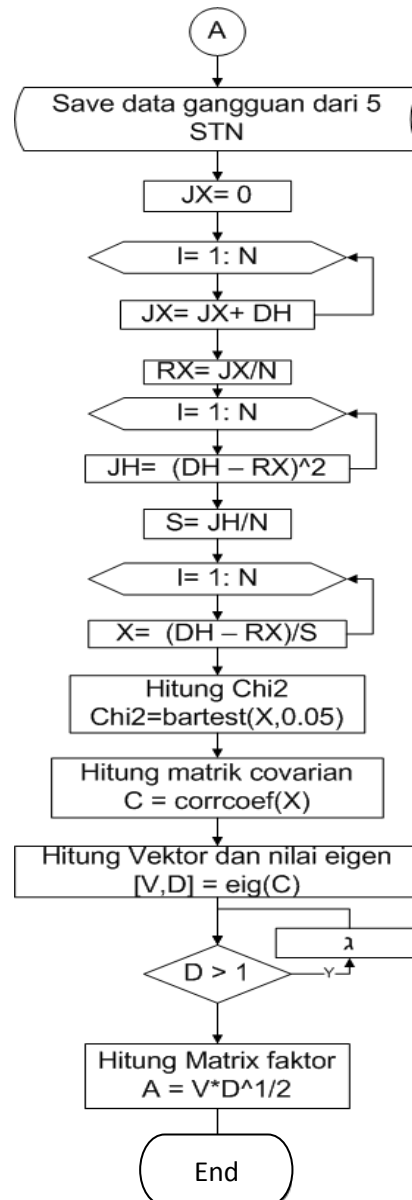 A
Save data gangguan dari 5
STN
JX= 0
I= 1: N
JX= JX+ DH
RX= JX/N
I= 1: N
JH= (DH – RX)^2
S= JH/N
I= 1: N
X= (DH – RX)/S
Hitung Chi2
Chi2=bartest(X,0.05)
Hitung matrik covarian
C = corrcoef(X)
Hitung Vektor dan nilai eigen
[V,D] = eig(C)
ג
D > 1
Y
Hitung Matrix faktor
A = V*D^1/2
End